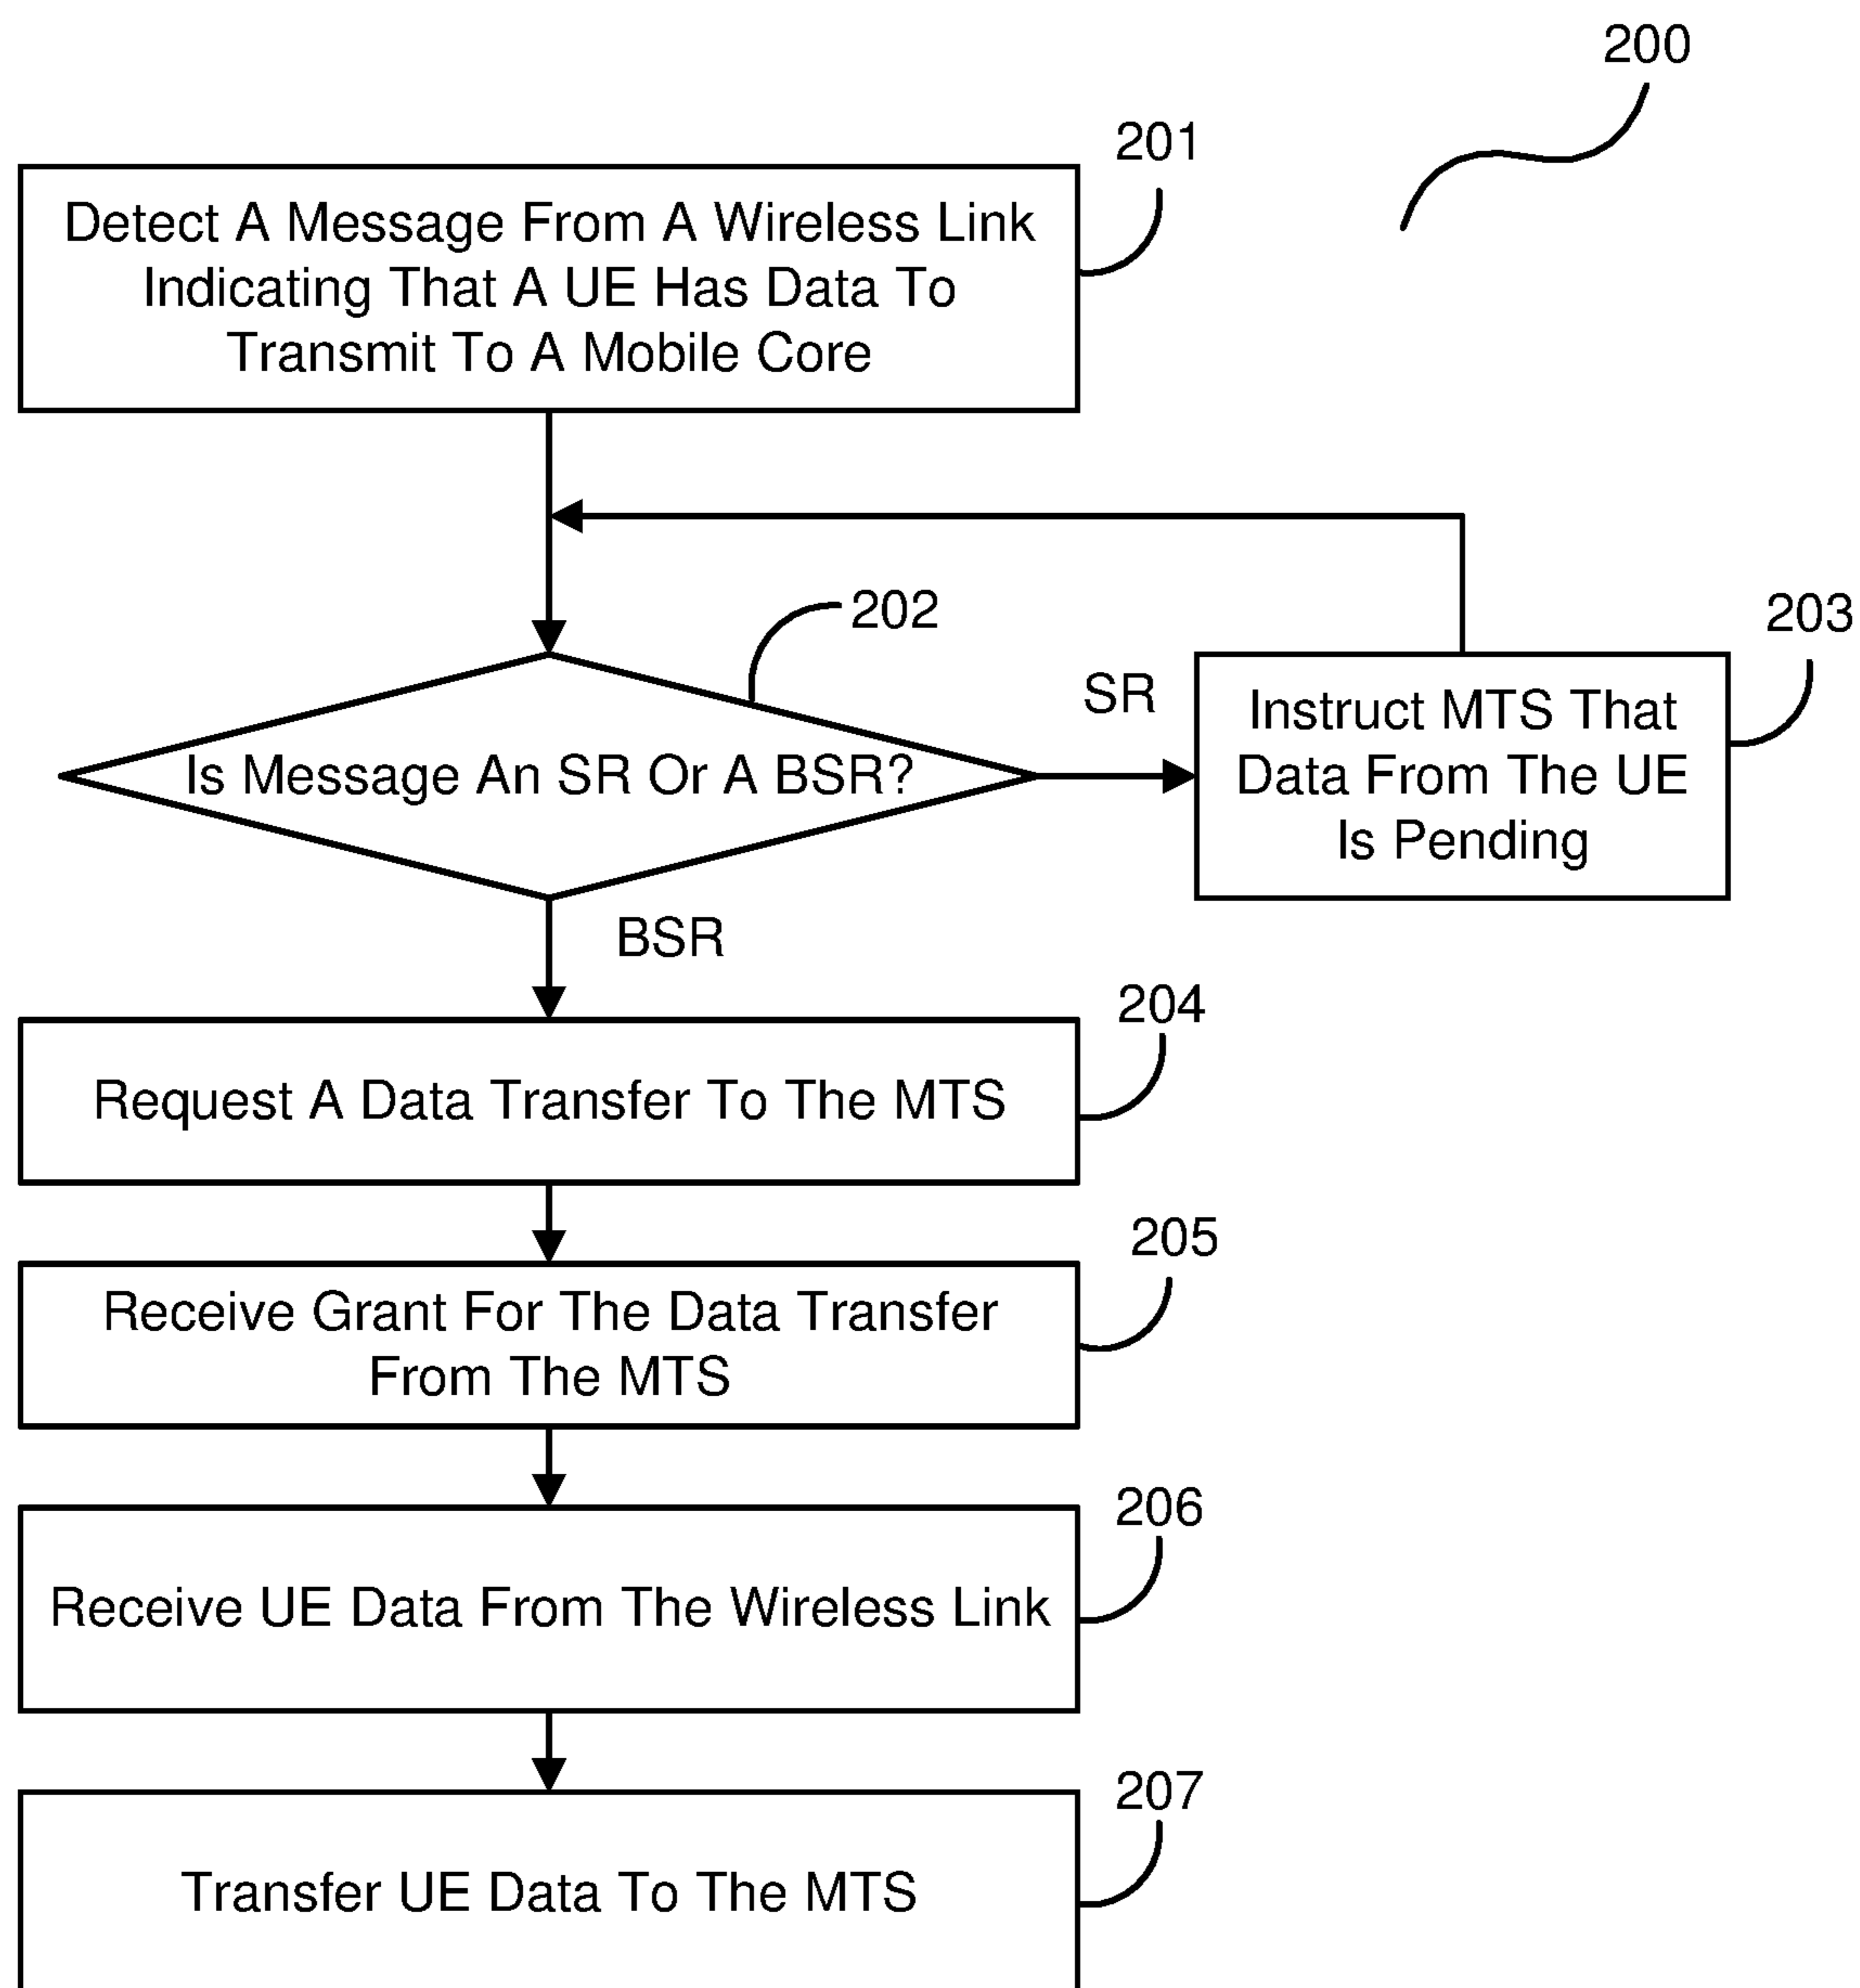 200
201
Detect A Message From A Wireless Link
Indicating That A UE Has Data To
Transmit To A Mobile Core
202
203
SR
Instruct MTS That
Data From The UE
Is Pending
Is Message An SR Or A BSR?
BSR
204
Request A Data Transfer To The MTS
205
Receive Grant For The Data Transfer
From The MTS
206
Receive UE Data From The Wireless Link
207
Transfer UE Data To The MTS